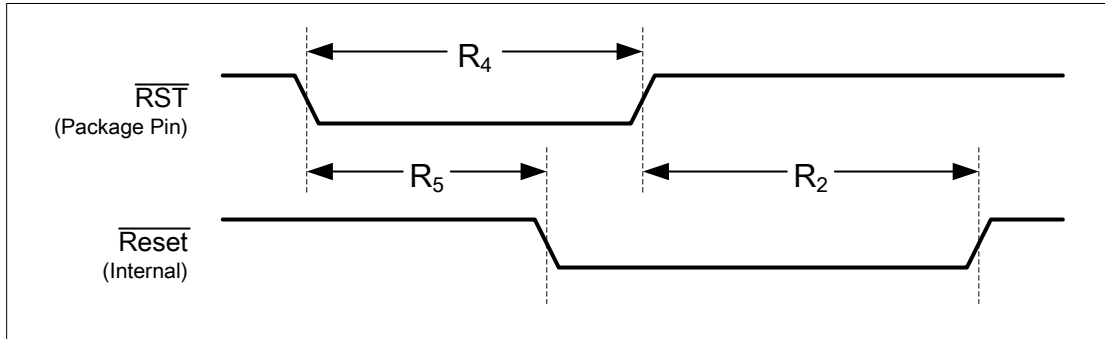 R4
RST
(Package Pin)
R5
R2
Reset
(Internal)